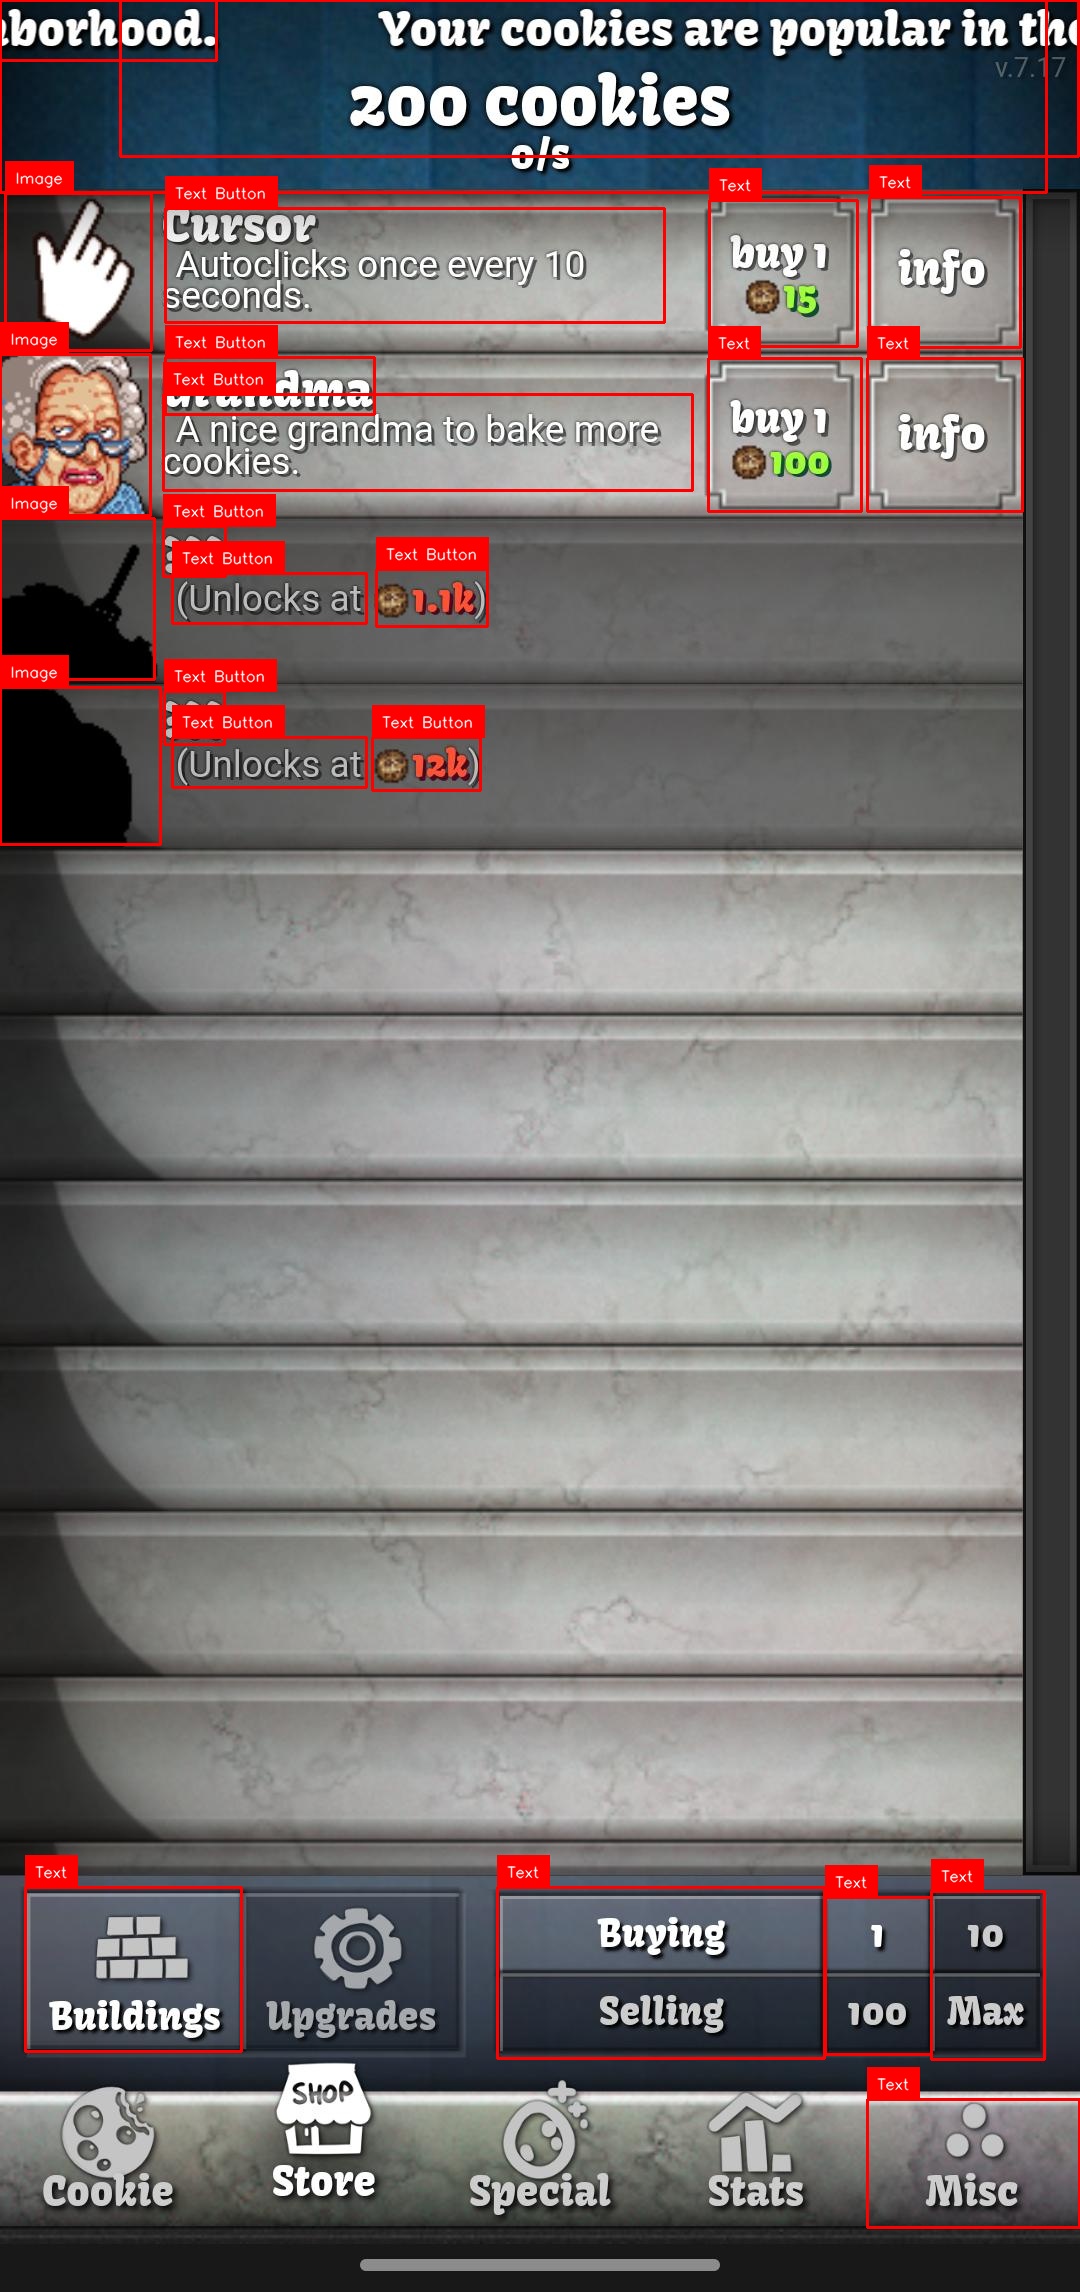 borhood. Your cookies are popular in the
v.7.17
200 cookies
0/s
Image
Text Button
Text
Text
Cursor
Autoclicks once every 10
seconds.
buy 1
15
info
Image
Text Button
Text
Text
Text Button
Grandma
A nice grandma to bake more
cookies.
buy 1
100
info
Image
Text Button
Text Button
Text Button
(Unlocks at 1.1k)
Image
Text Button
Text Button
Text Button
(Unlocks at 12k)
Text
Text
Text
Text
Buying
1
10
Buildings
Upgrades
Selling
100
Max
Text
SHOP
Cookie
Store
Special
Stats
Misc